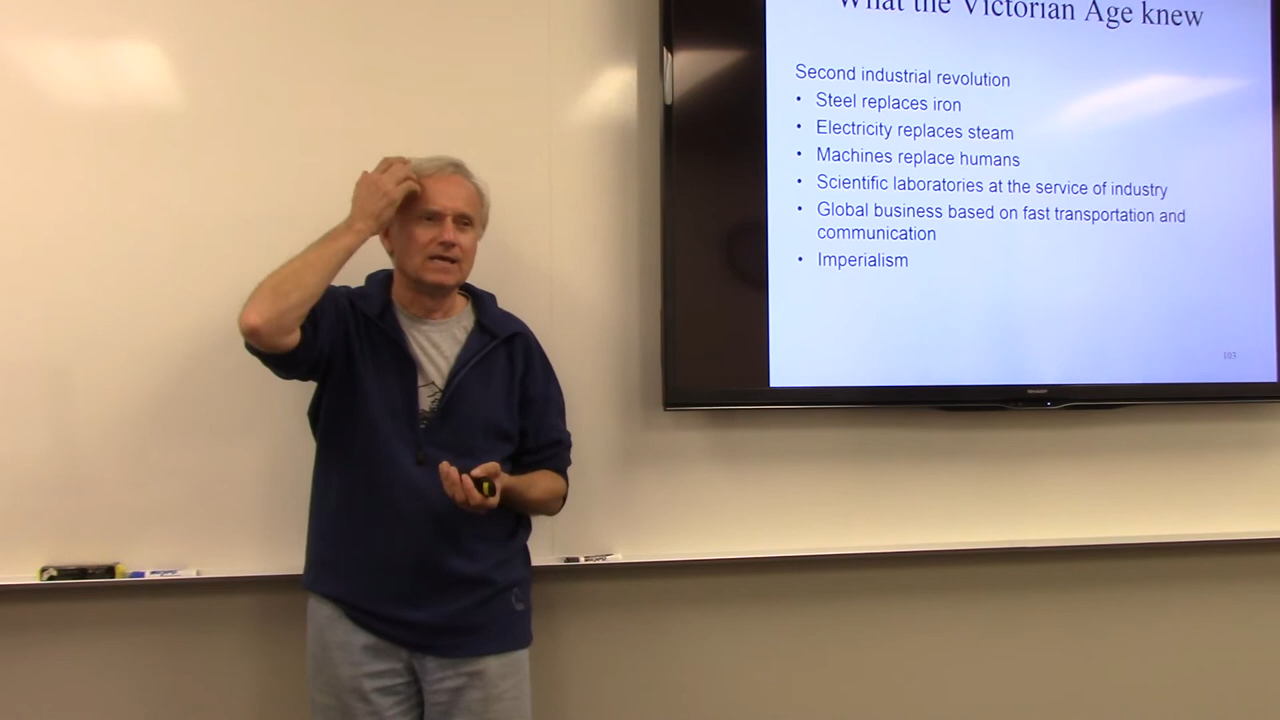 What the Victorian Age knew
Second industrial revolution
• Steel replaces iron
• Electricity replaces steam
• Machines replace humans
• Scientific laboratories at the service of industry
• Global business based on fast transportation and
communication
• Imperialism
103
SHARP